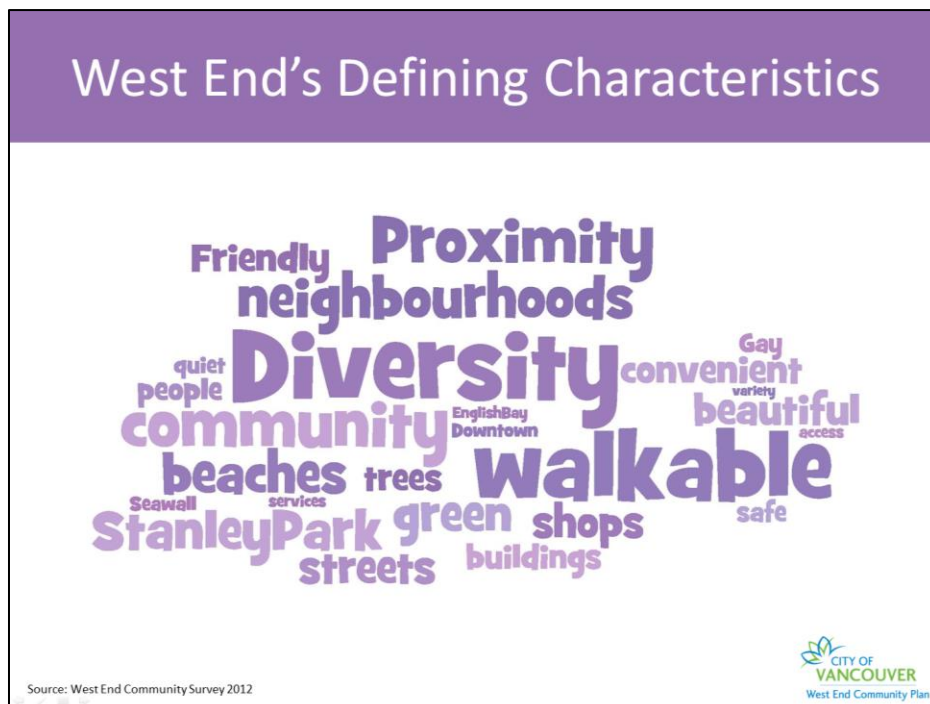 West End's Defining Characteristics
Proximity
Friendly
neighbourhoods
Diversity
Gay
quiet
convenient
people
variety
beautiful
community
EnglishBay
Downtown
access
walkable
beaches
trees
Seawall
services
safe
StanleyPark
green
shops
streets
buildings
Source: West End Community Survey 2012
CITY OF
VANCOUVER
West End Community Plan